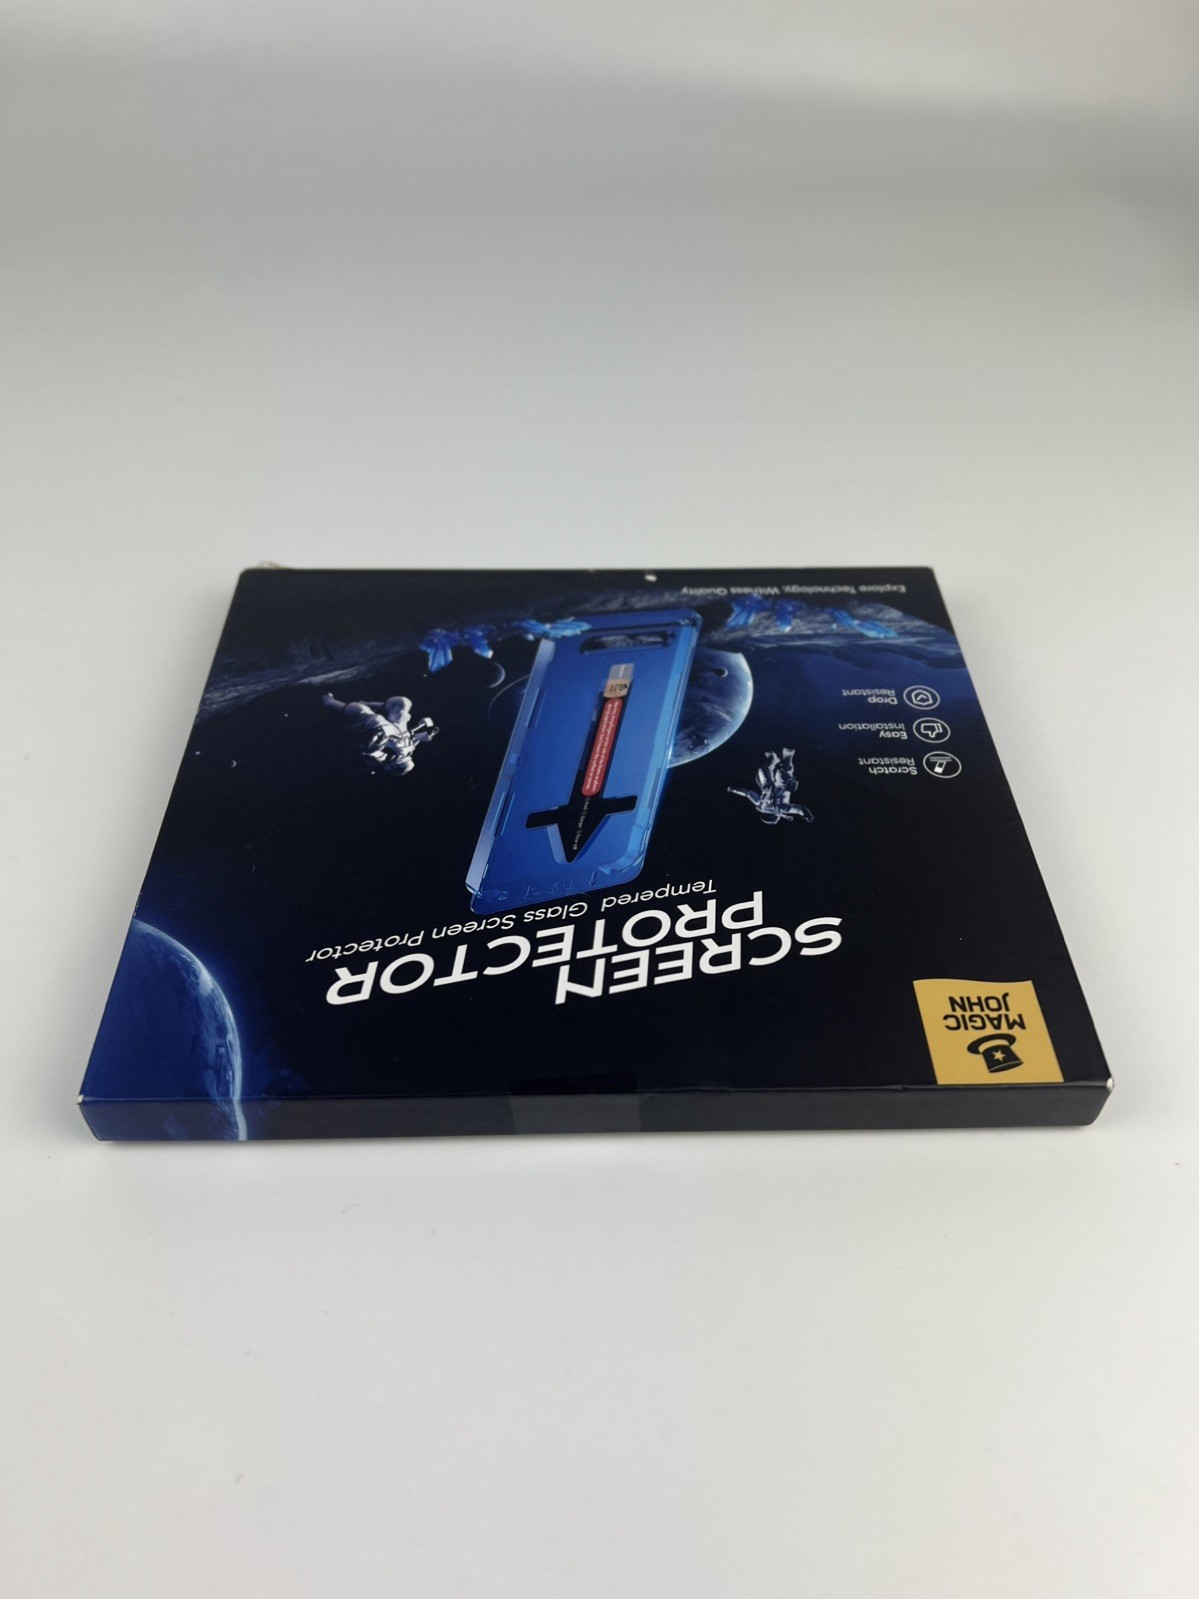 MAGIC
JOHN
SCREEN
PROTECTOR
Tempered Glass Screen Protector
Scratch
Resistant
Easy
Installation
Drop
Resistant
Explore Technology, Witness Quality